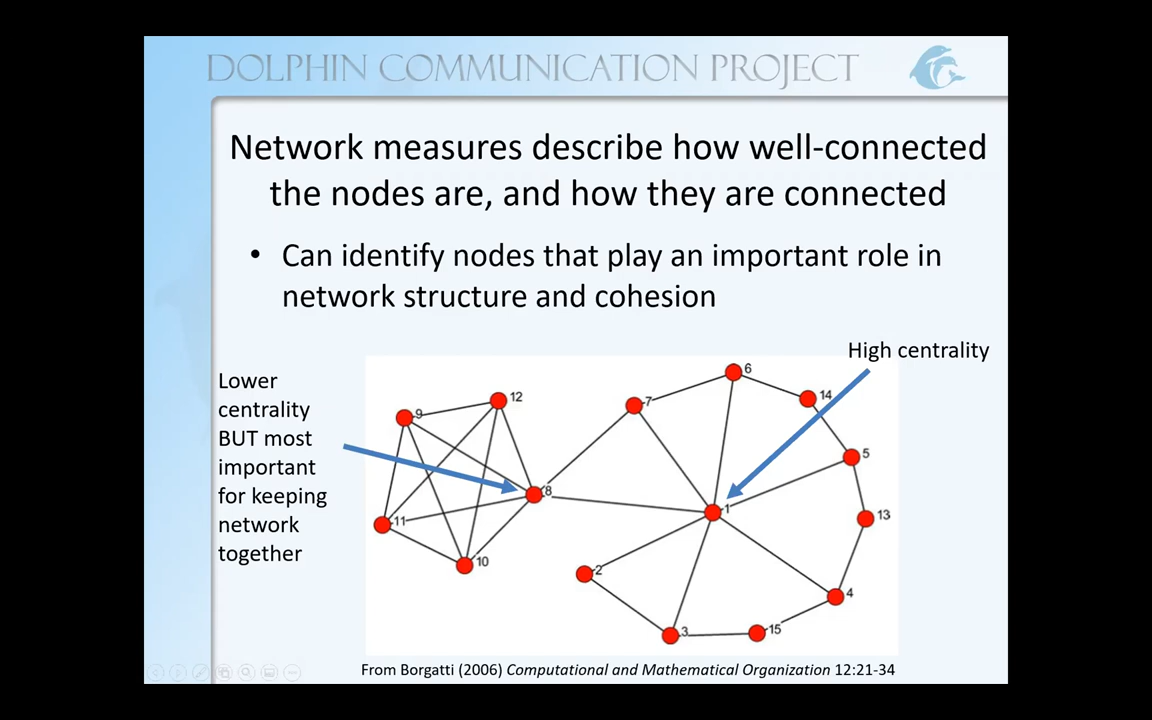 DOLPHIN COMMUNICATION PROJECT
Network measures describe how well-connected
the nodes are, and how they are connected
• Can identify nodes that play an important role in
network structure and cohesion
High centrality
Lower
centrality
BUT most
important
for keeping
network
together
6
12
14
7
9
5
8
1
13
11
10
2
4
15
3
From Borgatti (2006) Computational and Mathematical Organization 12:21-34